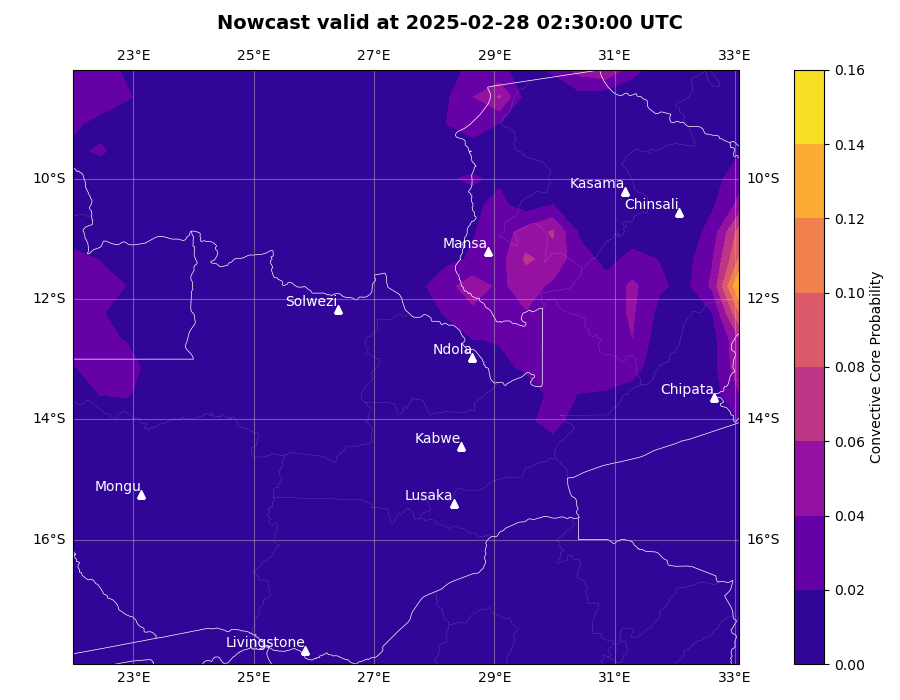 Nowcast valid at 2025-02-28 02:30:00 UTC
23°E 25°E 27°E 29°E 31°E 33°E
0.16
0.14
0.12
0.10
0.08
0.06
0.04
0.02
0.00
Convective Core Probability
10°S 10°S
12°S 12°S
14°S 14°S
16°S 16°S
Kasama
Chinsali
Mansa
Solwezi
Ndola
Chipata
Kabwe
Mongu
Lusaka
Livingstone
23°E 25°E 27°E 29°E 31°E 33°E